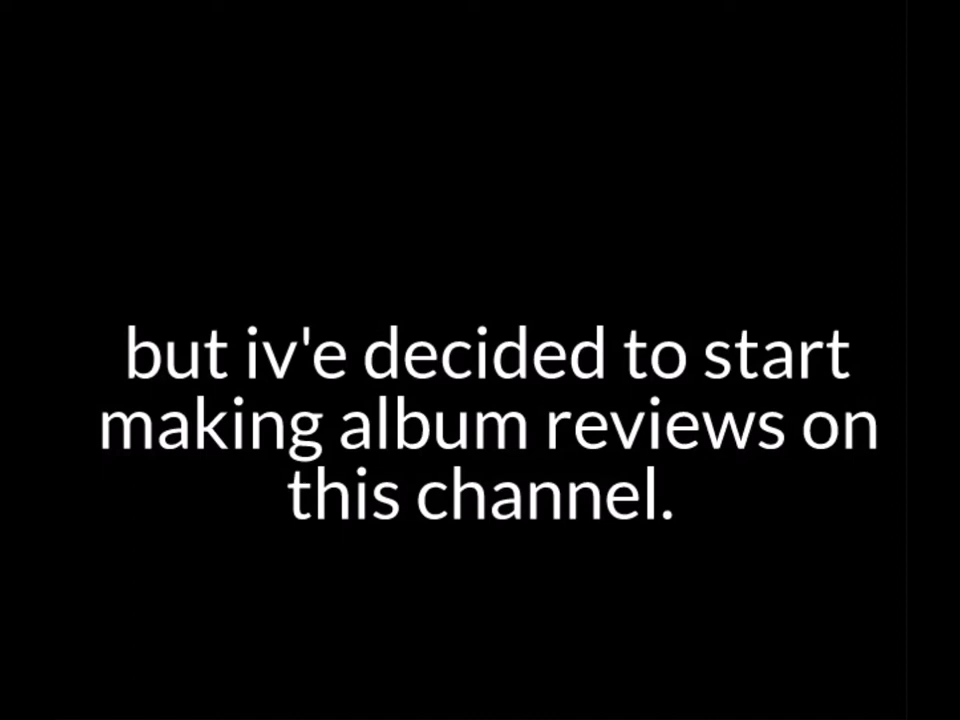 but iv'e decided to start
making album reviews on
this channel.